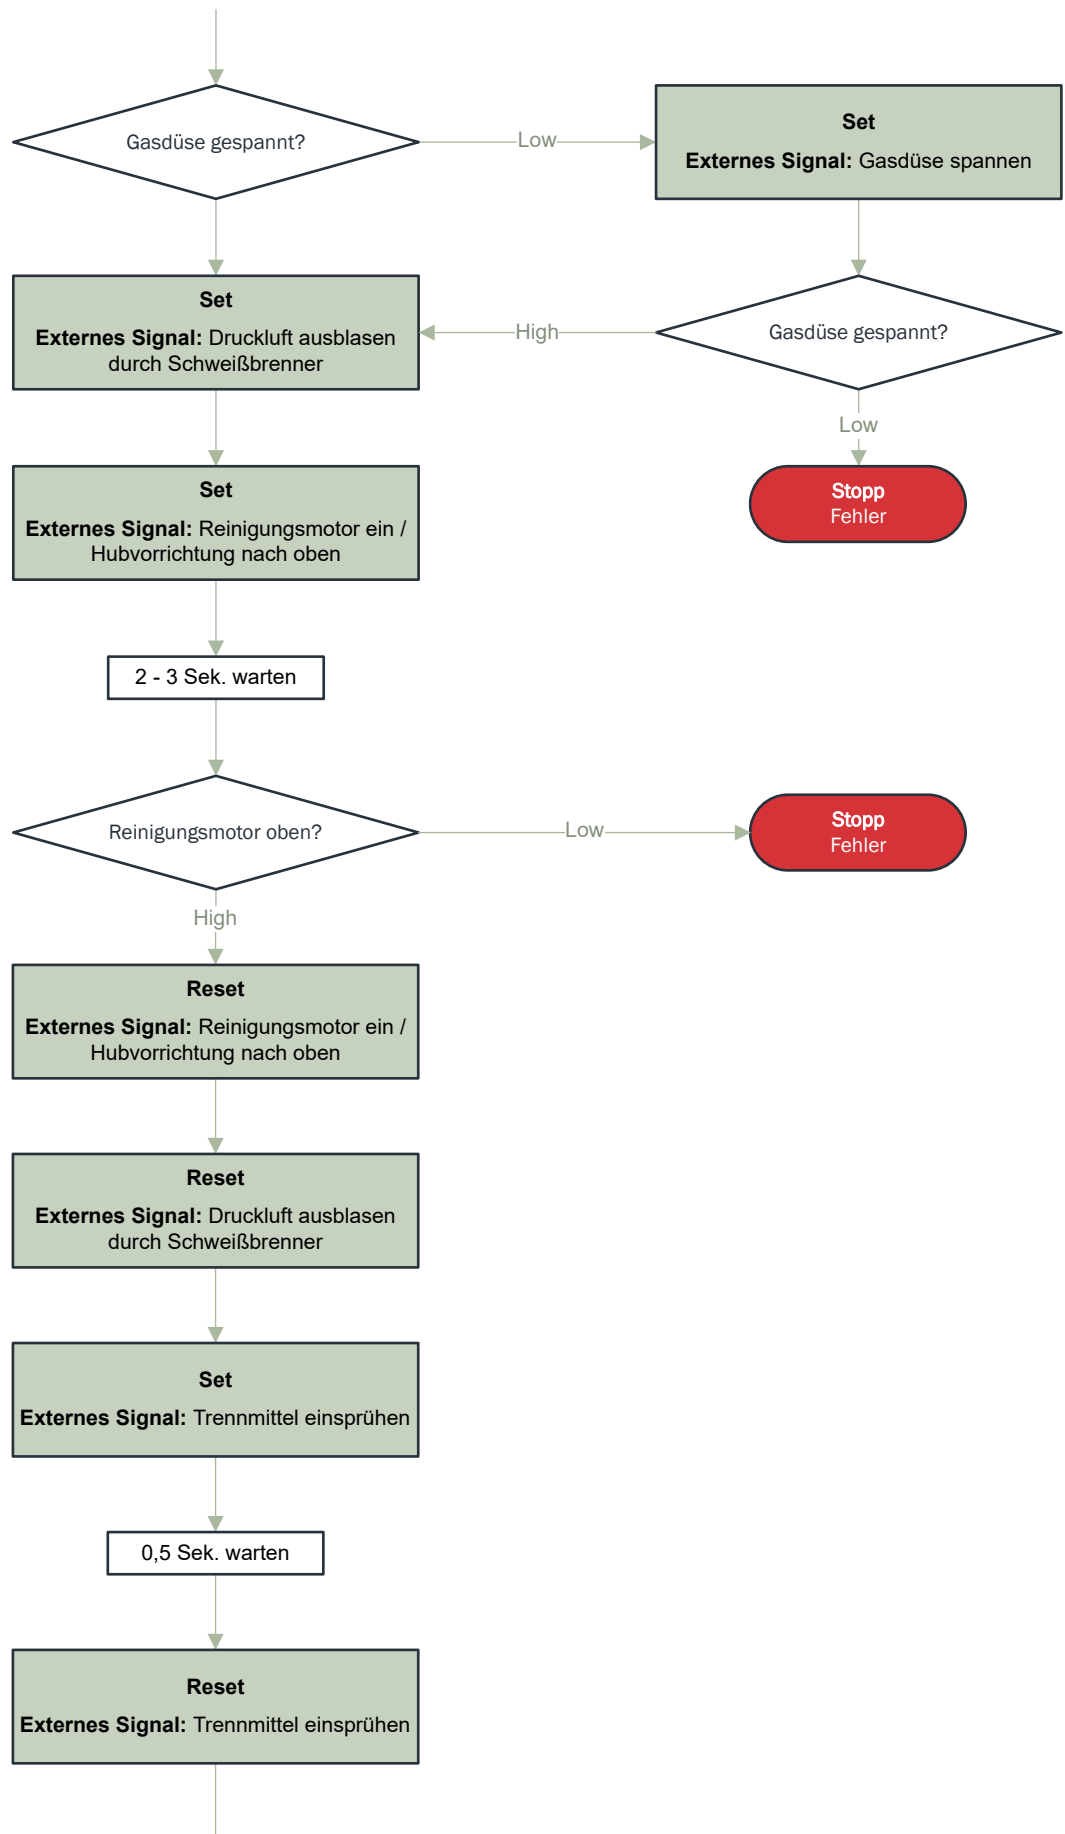 Gasdüse gespannt?
Low
Set
Externes Signal: Gasdüse spannen
Set
Externes Signal: Druckluft ausblasen
durch Schweißbrenner
High
Gasdüse gespannt?
Low
Stopp
Fehler
Set
Externes Signal: Reinigungsmotor ein /
Hubvorrichtung nach oben
2 - 3 Sek. warten
Reinigungsmotor oben?
Low
Stopp
Fehler
High
Reset
Externes Signal: Reinigungsmotor ein /
Hubvorrichtung nach oben
Reset
Externes Signal: Druckluft ausblasen
durch Schweißbrenner
Set
Externes Signal: Trennmittel einsprühen
0,5 Sek. warten
Reset
Externes Signal: Trennmittel einsprühen